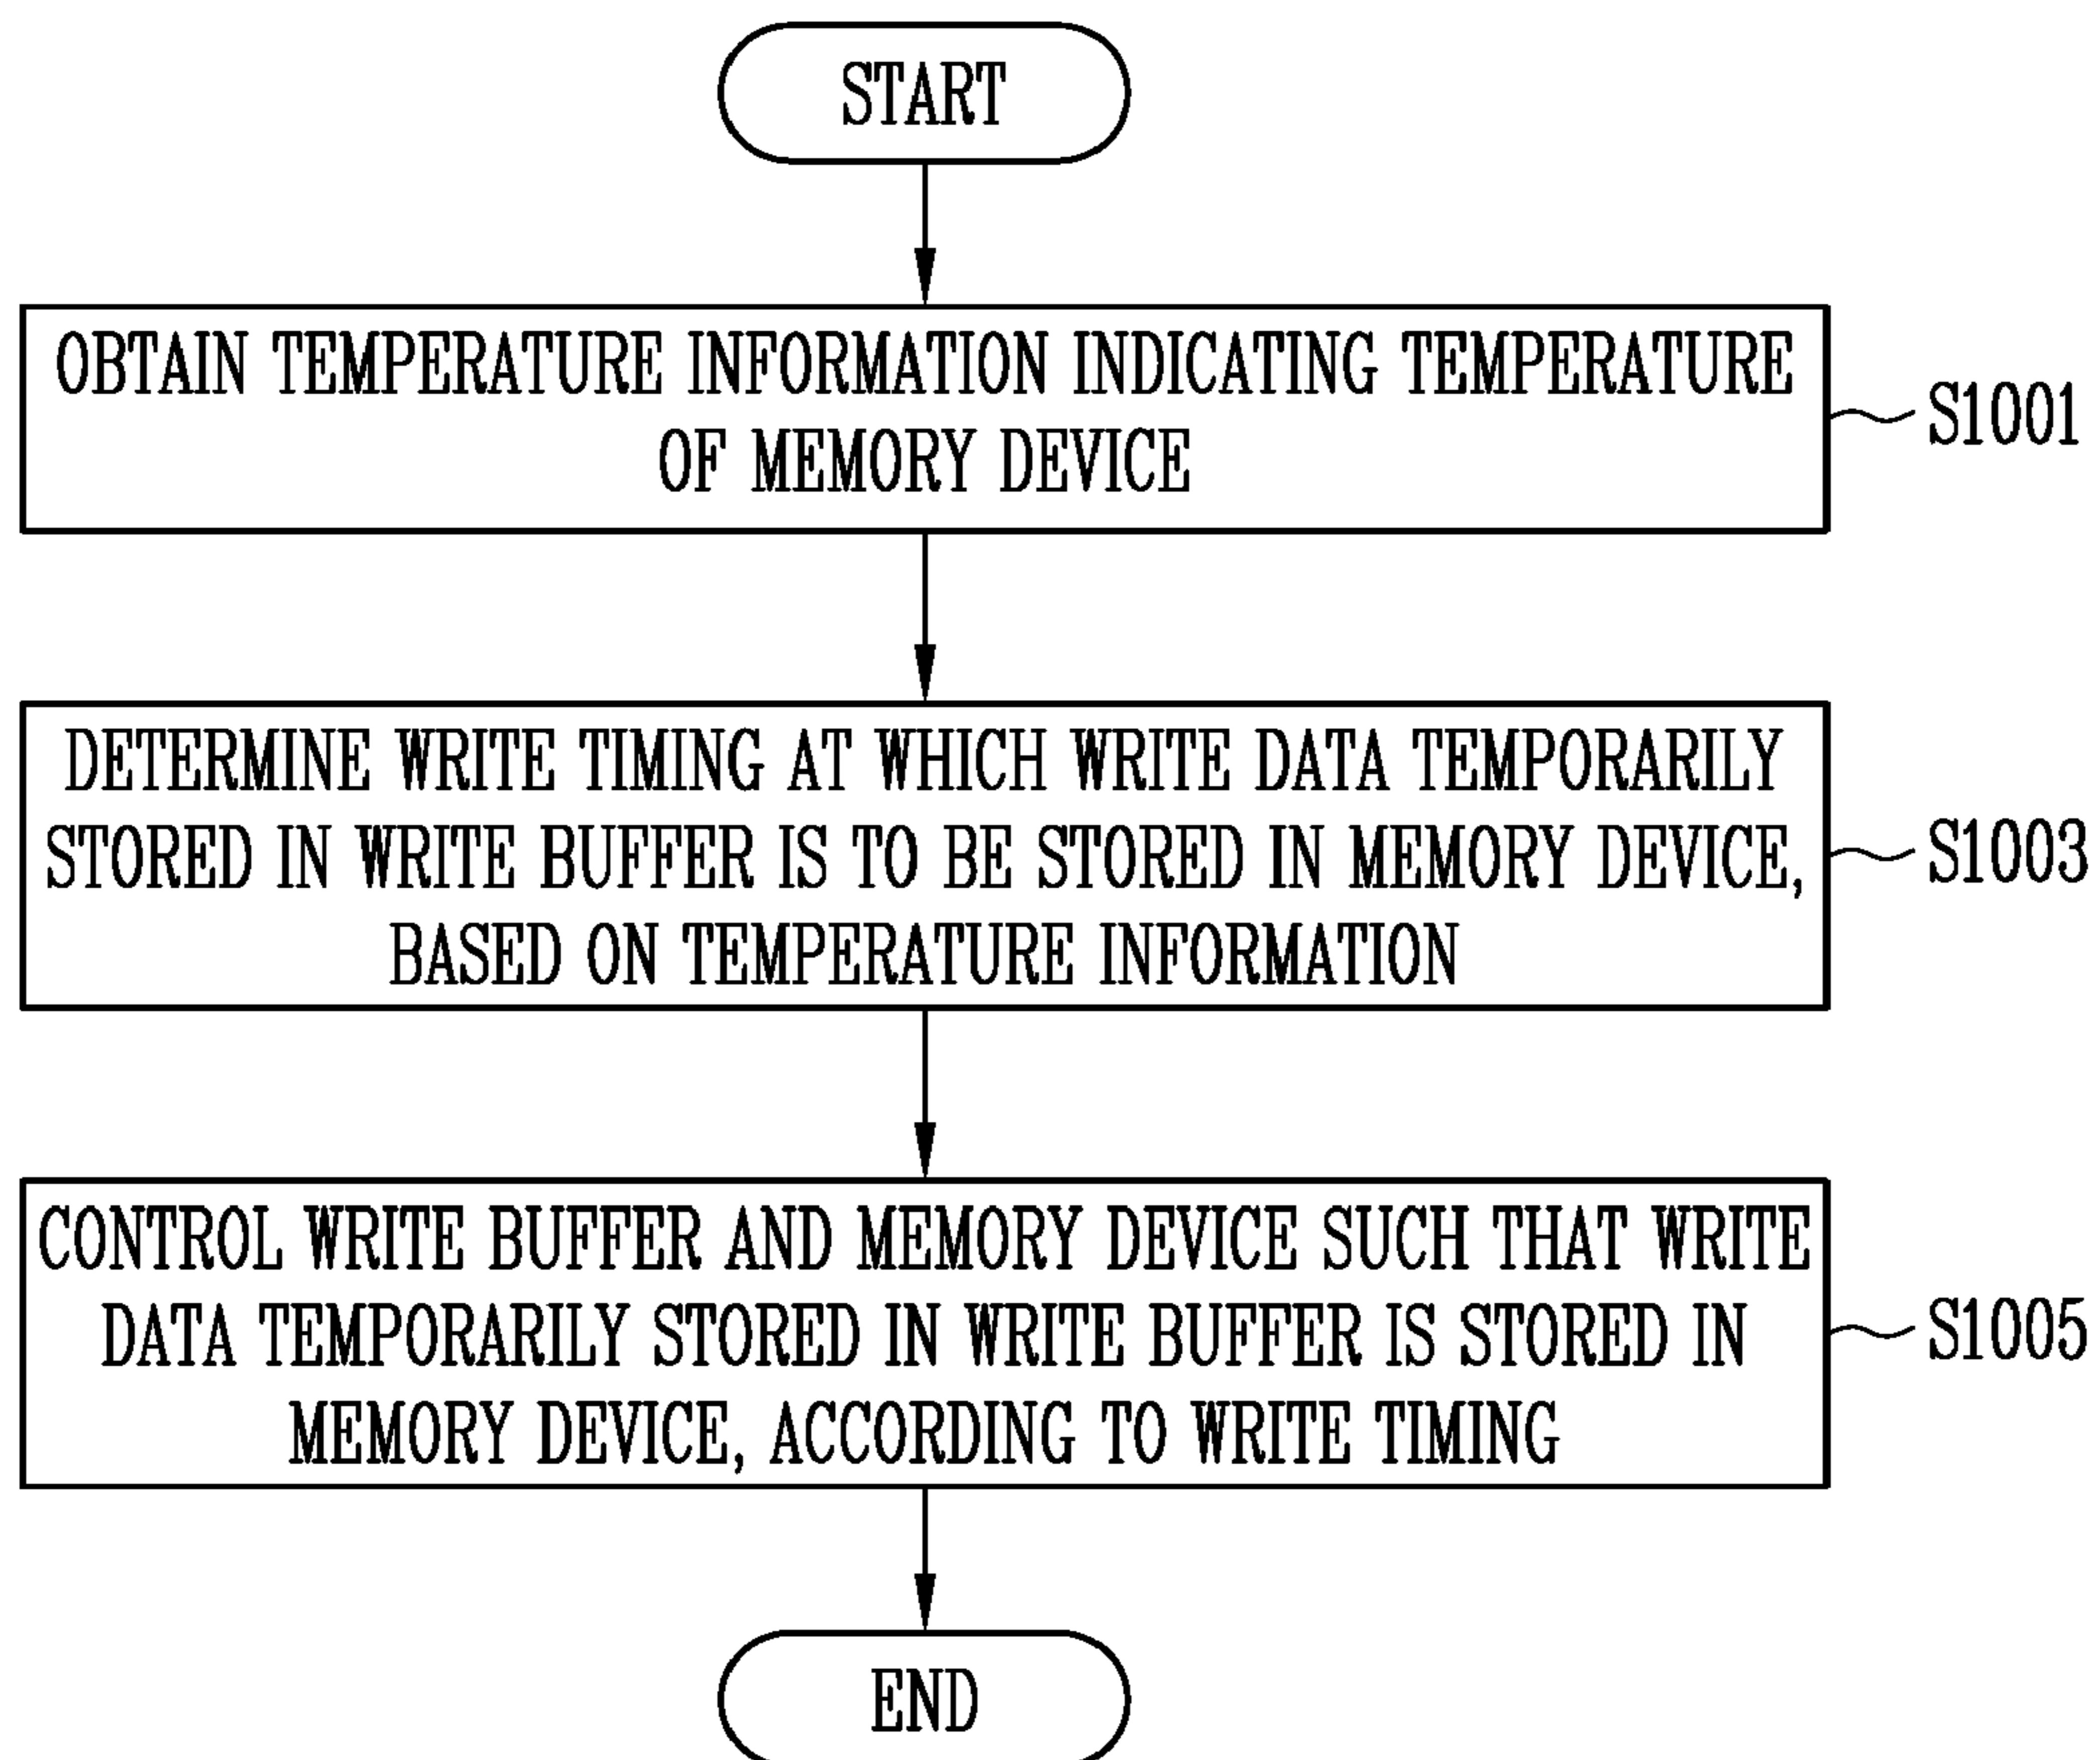 START
OBTAIN TEMPERATURE INFORMATION INDICATING TEMPERATURE
OF MEMORY DEVICE
S1001
DETERMINE WRITE TIMING AT WHICH WRITE DATA TEMPORARILY
STORED IN WRITE BUFFER IS TO BE STORED IN MEMORY DEVICE,
BASED ON TEMPERATURE INFORMATION
S1003
CONTROL WRITE BUFFER AND MEMORY DEVICE SUCH THAT WRITE
DATA TEMPORARILY STORED IN WRITE BUFFER IS STORED IN
MEMORY DEVICE, ACCORDING TO WRITE TIMING
S1005
END